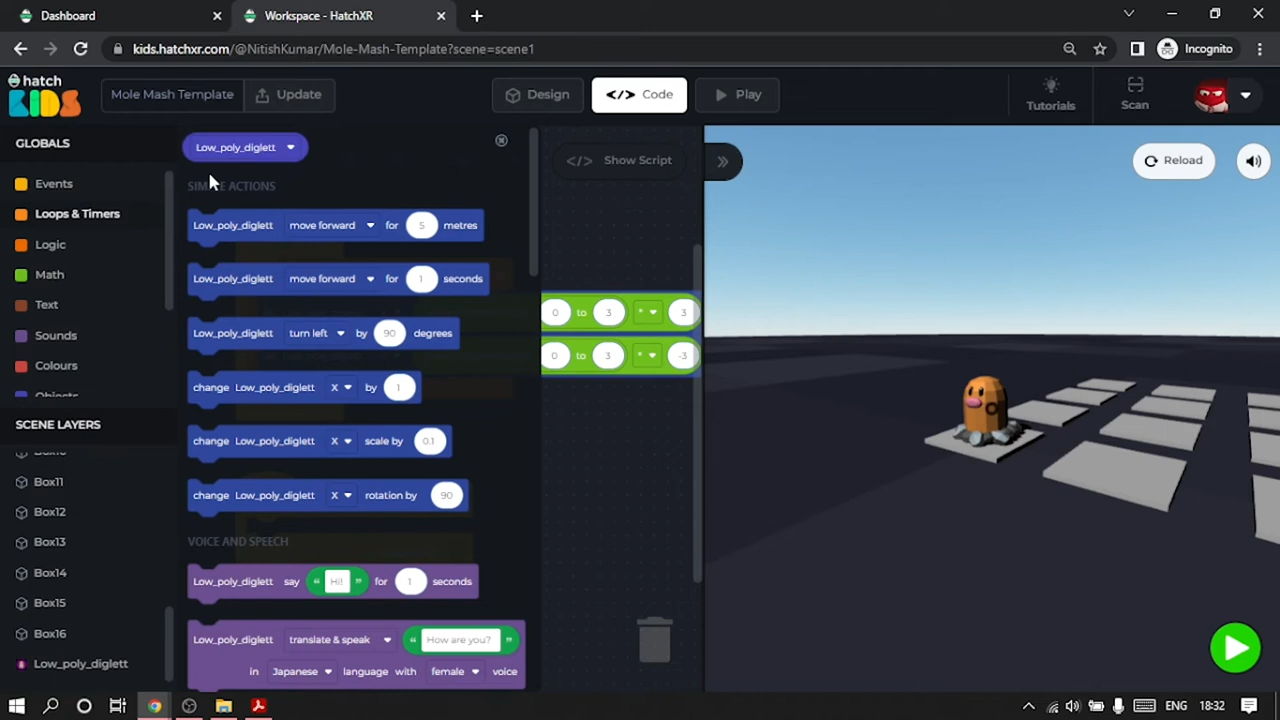 Dashboard
Workspace - HatchXR
kids.hatchxr.com/@NitishKumar/Mole-Mash-Template?scene=scene1
Incognito
hatch
KIDS
Mole Mash Template
Update
Design
</> Code
Play
Tutorials
Scan
GLOBALS
Low_poly_diglett
</> Show Script
Reload
Events
SIMPLE ACTIONS
Loops & Timers
Low_poly_diglett move forward for 5 metres
Logic
Math
Low_poly_diglett move forward for 1 seconds
Text
0 to 3 * 3
Sounds
Low_poly_diglett turn left by 90 degrees
0 to 3 * -3
Colours
Objects
change Low_poly_diglett X by 1
SCENE LAYERS
change Low_poly_diglett X scale by 0.1
Box10
Box11
change Low_poly_diglett X rotation by 90
Box12
Box13
VOICE AND SPEECH
Box14
Low_poly_diglett say “ Hi! ” for 1 seconds
Box15
Box16
Low_poly_diglett translate & speak “ How are you? ”
Low_poly_diglett
in Japanese language with female voice
ENG
18:32